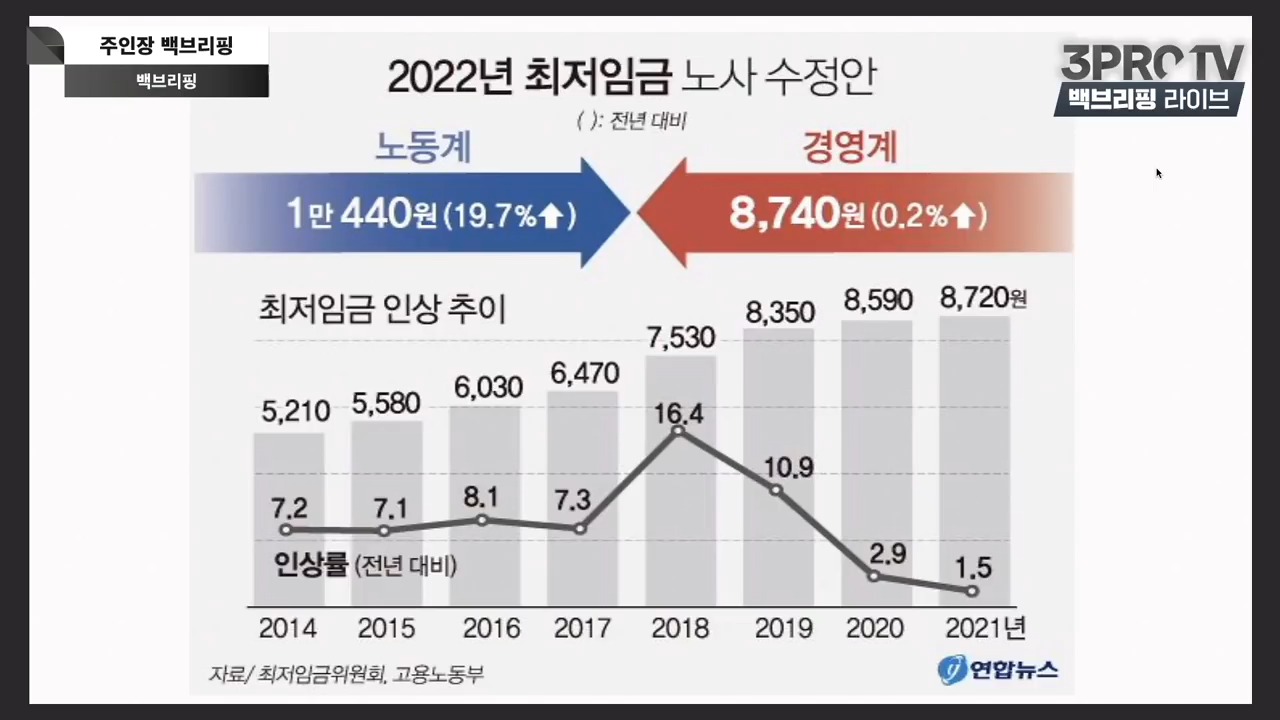 주인장 백브리핑
백브리핑
3PROTV
백브리핑 라이브
2022년 최저임금 노사 수정안
( ): 전년 대비
노동계
경영계
1만 440원(19.7%⬆)
8,740원(0.2%⬆)
최저임금 인상 추이
5,210
5,580
6,030
6,470
7,530
8,350
8,590
8,720원
7.2
7.1
8.1
7.3
16.4
10.9
2.9
1.5
인상률 (전년 대비)
2014
2015
2016
2017
2018
2019
2020
2021년
자료/ 최저임금위원회, 고용노동부
y 연합뉴스